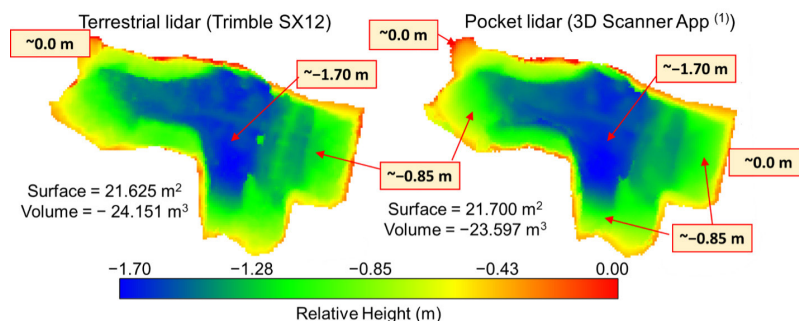 Terrestrial lidar (Trimble SX12)
Pocket lidar (3D Scanner App (1))
~0.0 m
~0.0 m
~−1.70 m
~−1.70 m
~0.0 m
~−0.85 m
Surface = 21.625 m2
Volume = − 24.151 m3
Surface = 21.700 m2
Volume = −23.597 m3
~−0.85 m
−1.70 −1.28 −0.85 −0.43 0.00
Relative Height (m)